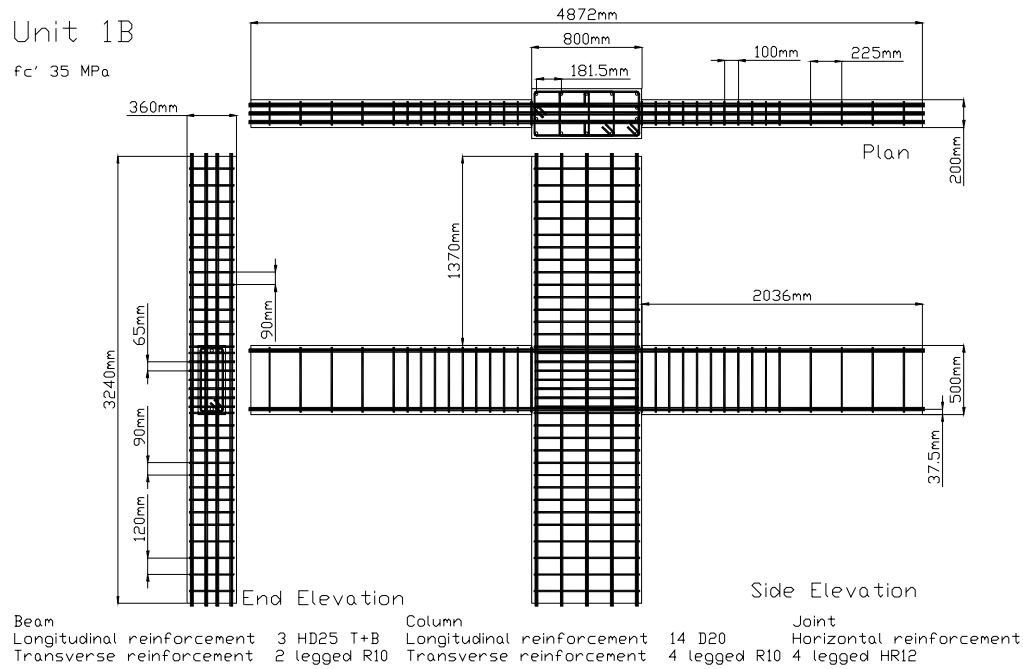 Unit 1B
fc' 35 MPa
4872mm
800mm
181.5mm
100mm
225mm
360mm
200mm
Plan
1370mm
90mm
2036mm
65mm
3240mm
500mm
90mm
37.5mm
120mm
End Elevation
Side Elevation
Beam
Longitudinal reinforcement 3 HD25 T+B
Transverse reinforcement 2 legged R10
Column
Longitudinal reinforcement 14 D20
Transverse reinforcement 4 legged R10
Joint
Horizontal reinforcement
4 legged HR12